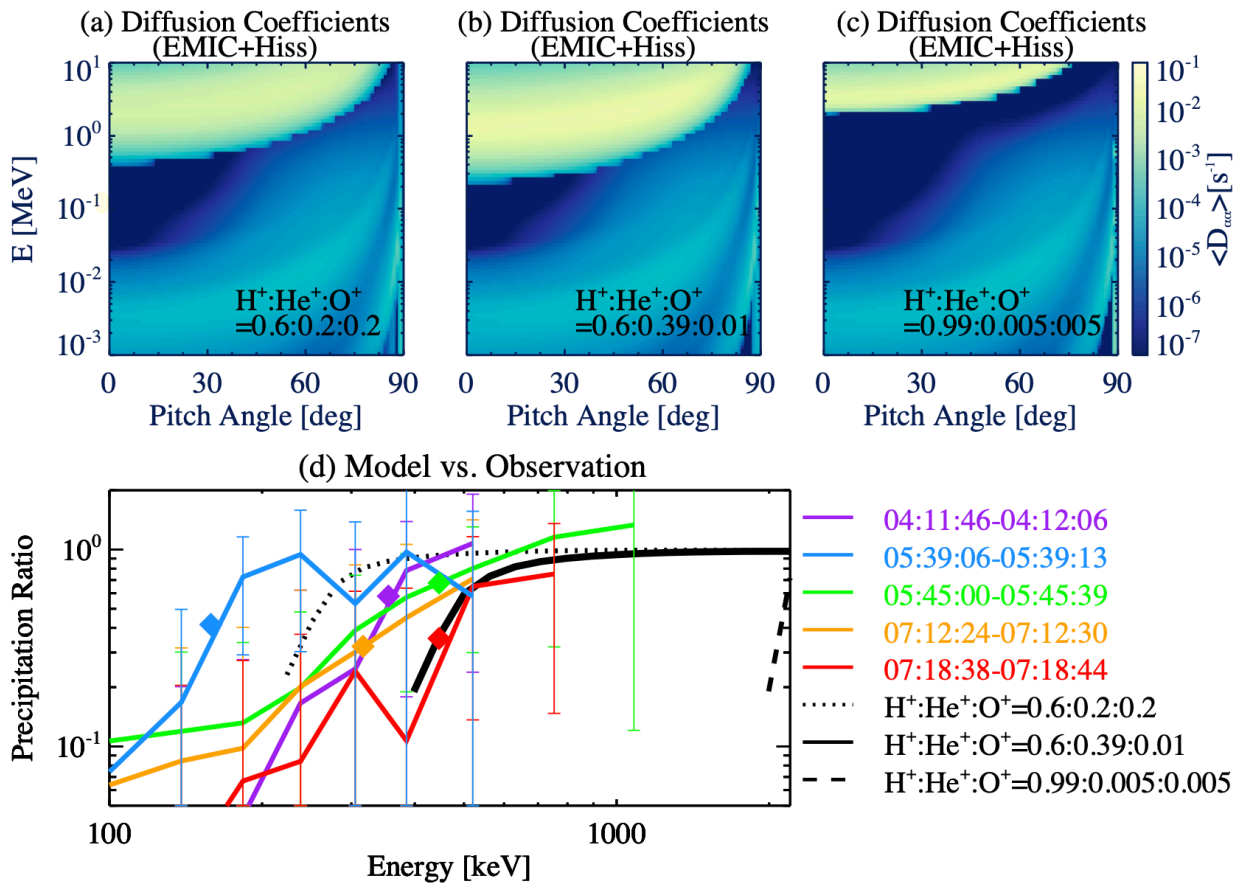 (a) Diffusion Coefficients
(EMIC+Hiss)
(b) Diffusion Coefficients
(EMIC+Hiss)
(c) Diffusion Coefficients
(EMIC+Hiss)
E [MeV]
10¹
10⁰
10⁻¹
10⁻²
10⁻³
H⁺:He⁺:O⁺
=0.6:0.2:0.2
H⁺:He⁺:O⁺
=0.6:0.39:0.01
H⁺:He⁺:O⁺
=0.99:0.005:005
0 30 60 90
0 30 60 90
0 30 60 90
Pitch Angle [deg]
Pitch Angle [deg]
Pitch Angle [deg]
10⁻¹
10⁻²
10⁻³
10⁻⁴
10⁻⁵
10⁻⁶
10⁻⁷
<D_αα>[s⁻¹]
(d) Model vs. Observation
Precipitation Ratio
10⁰
10⁻¹
100 1000
Energy [keV]
04:11:46-04:12:06
05:39:06-05:39:13
05:45:00-05:45:39
07:12:24-07:12:30
07:18:38-07:18:44
H⁺:He⁺:O⁺=0.6:0.2:0.2
H⁺:He⁺:O⁺=0.6:0.39:0.01
H⁺:He⁺:O⁺=0.99:0.005:0.005